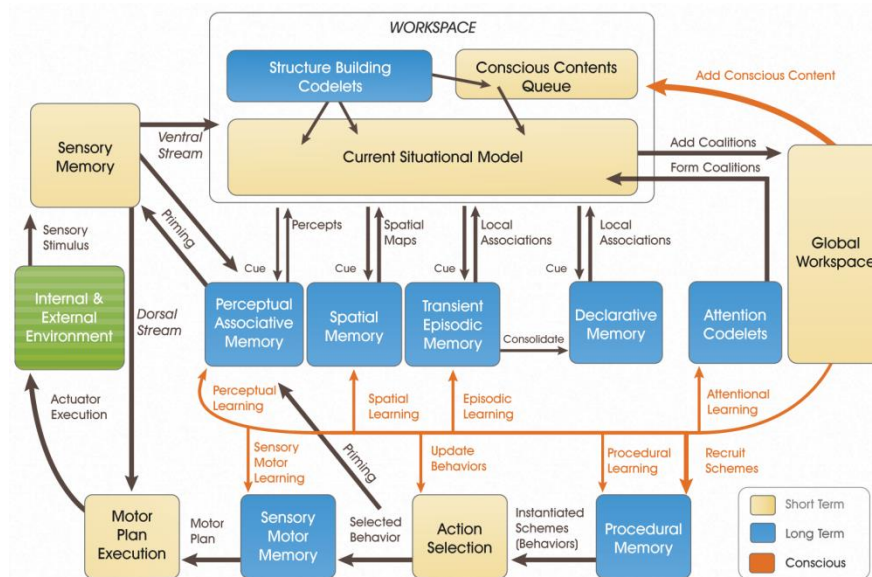 WORKSPACE
Structure Building
Codelets
Conscious Contents
Queue
Add Conscious Content
Sensory
Memory
Ventral
Stream
Current Situational Model
Add Coalitions
Form Coalitions
Global
Workspace
Sensory
Stimulus
Priming
Cue
Percepts
Cue
Spatial
Maps
Cue
Local
Associations
Cue
Local
Associations
Internal &
External
Environment
Dorsal
Stream
Perceptual
Associative
Memory
Spatial
Memory
Transient
Episodic
Memory
Consolidate
Declarative
Memory
Attention
Codelets
Actuator
Execution
Perceptual
Learning
Spatial
Learning
Episodic
Learning
Attentional
Learning
Sensory
Motor
Learning
Priming
Update
Behaviors
Procedural
Learning
Recruit
Schemes
Motor
Plan
Execution
Motor
Plan
Sensory
Motor
Memory
Selected
Behavior
Action
Selection
Instantiated
Schemes
(Behaviors)
Procedural
Memory
Short Term
Long Term
Conscious